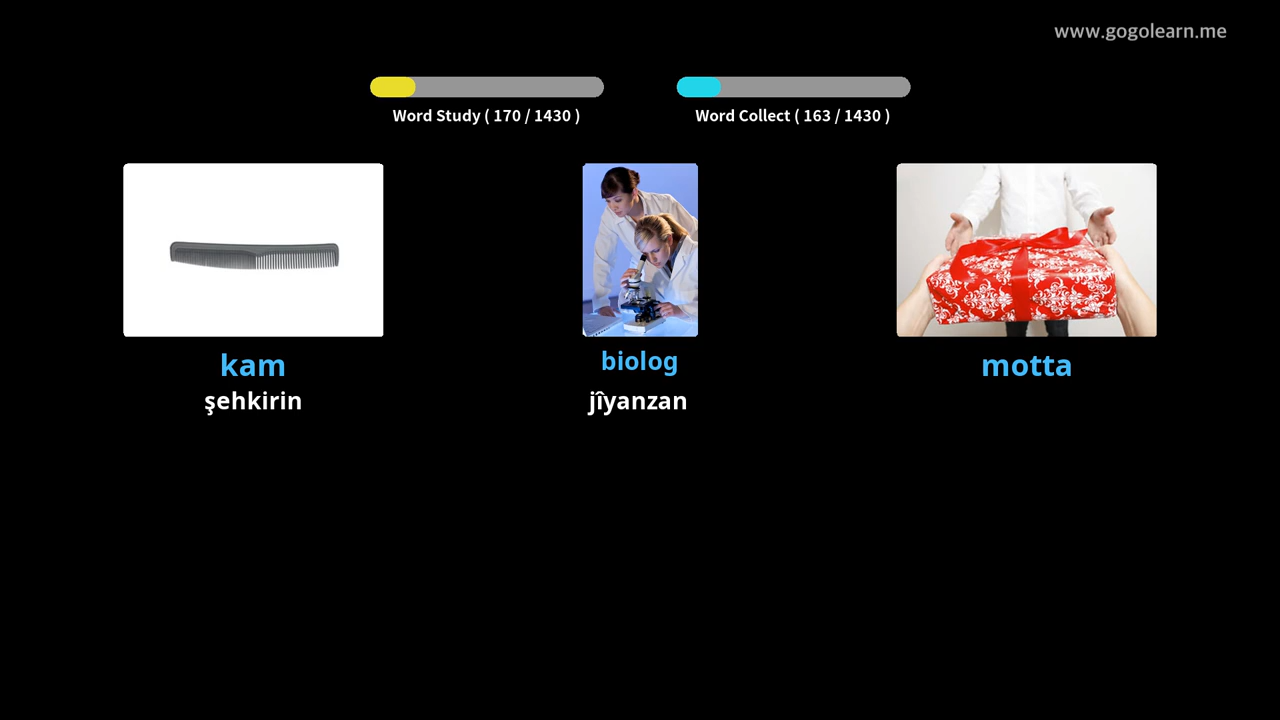 www.gogolearn.me
Word Study ( 170 / 1430 )
Word Collect ( 163 / 1430 )
kam
şehkirin
biolog
jîyanzan
motta